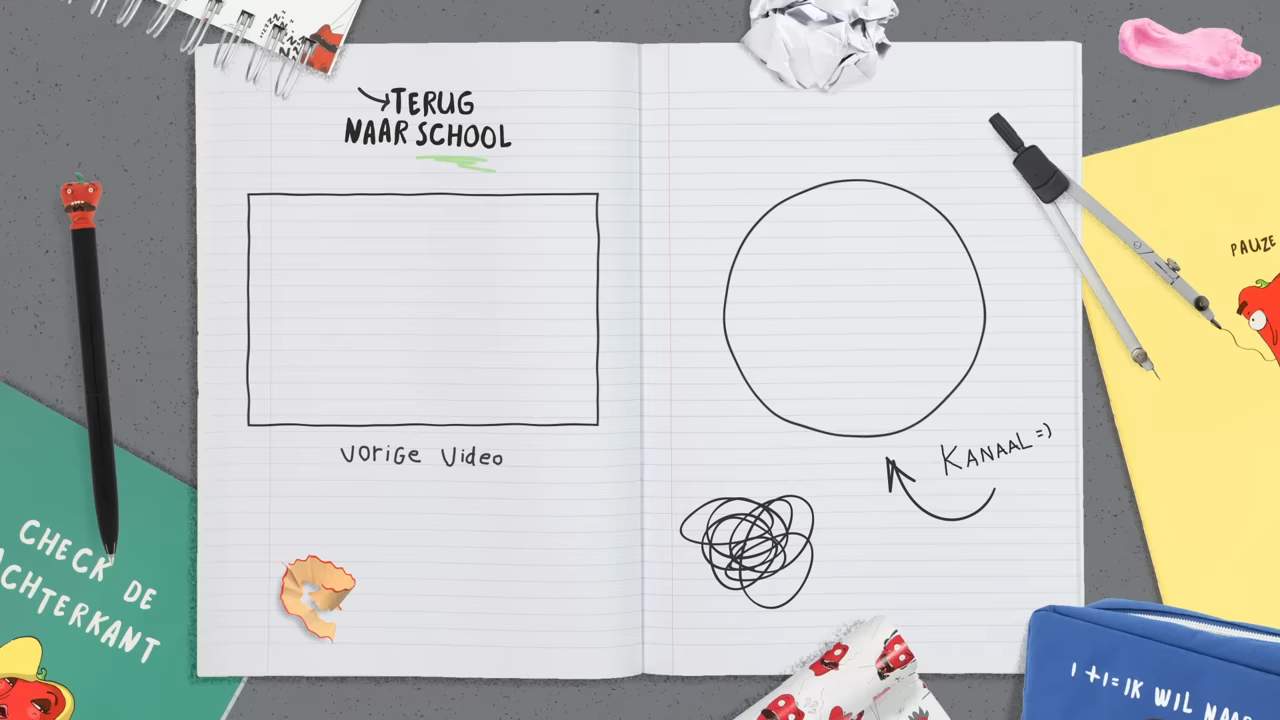 TERUG
NAAR SCHOOL
vorige video
KANAAL =)
PAUZE
CHECK DE
ACHTERKANT
1+1=IK WIL NAAR